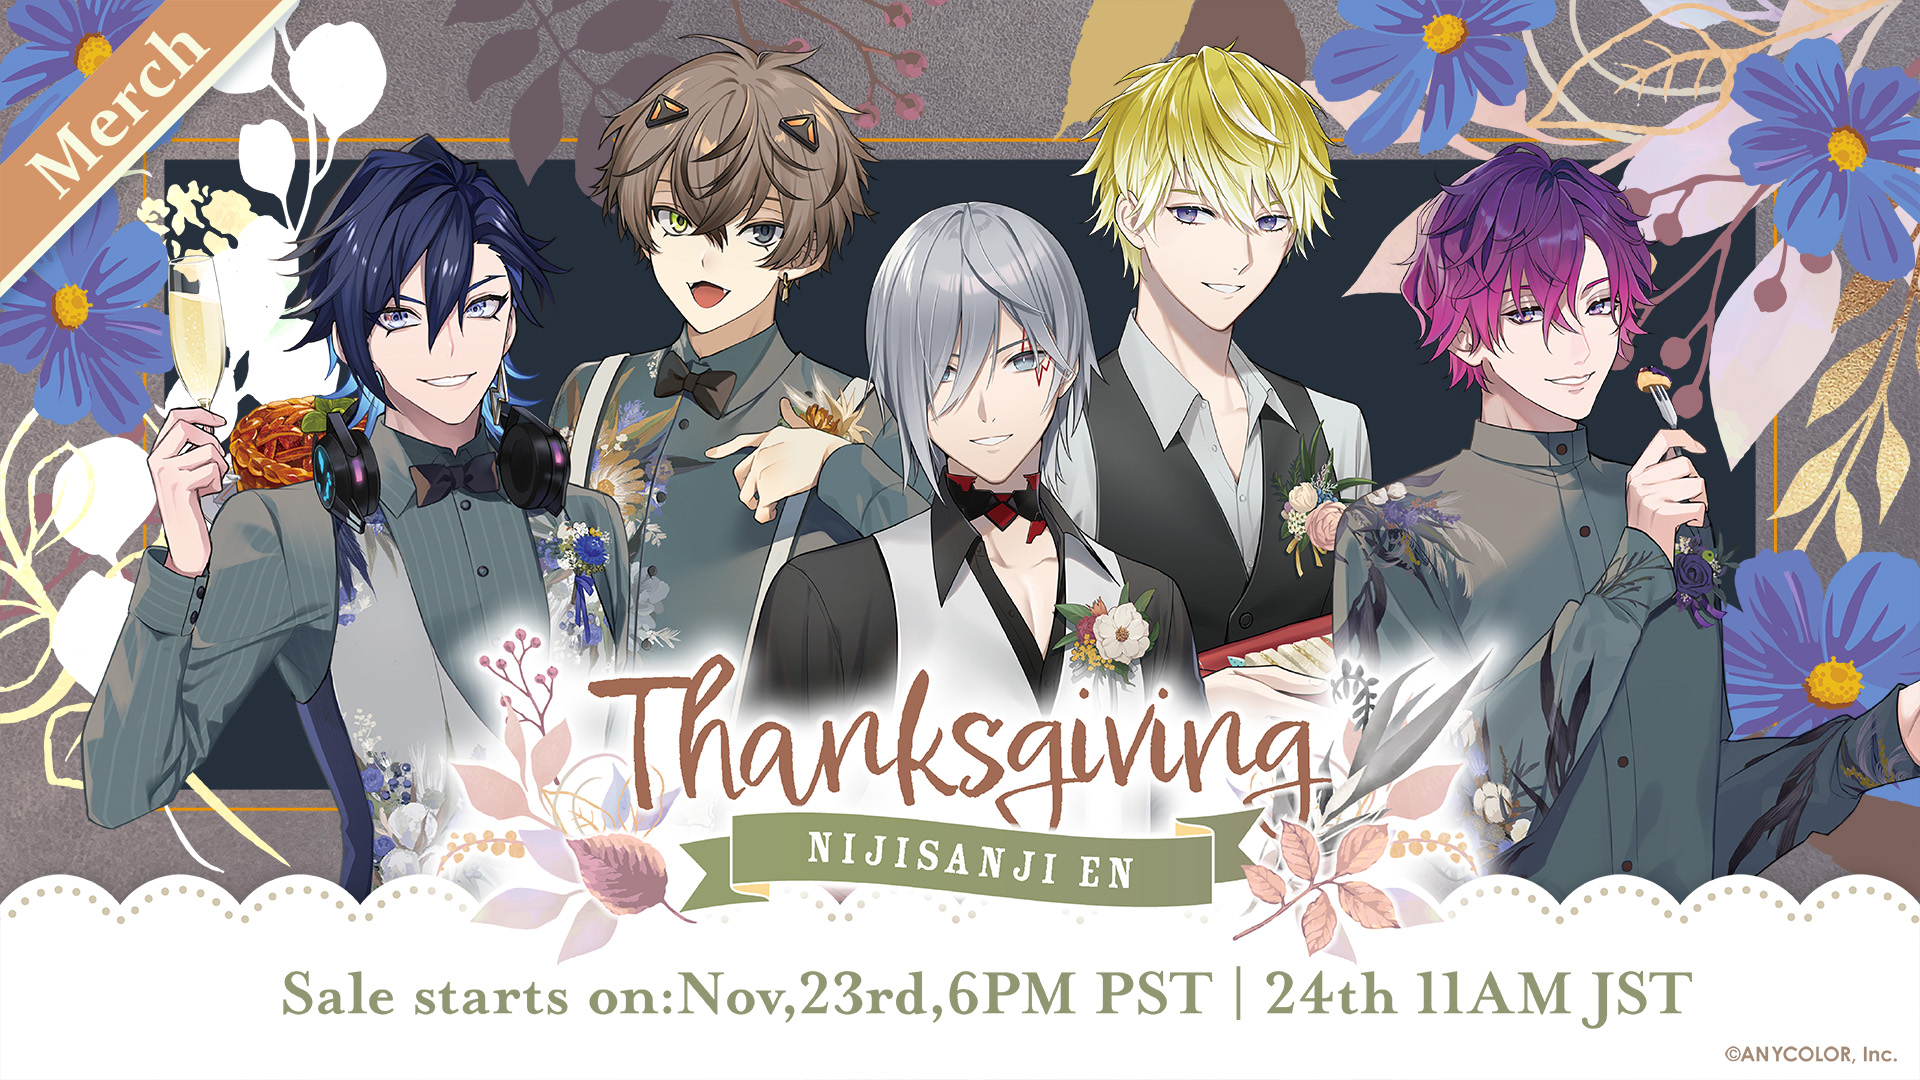 Merch
Thanksgiving
NIJISANJI EN
Sale starts on:Nov,23rd,6PM PST | 24th 11AM JST
©ANYCOLOR, Inc.